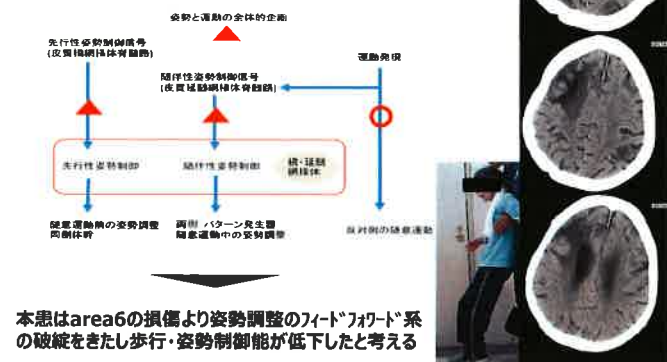 姿勢と運動の全体的企画
先行性姿勢制御信号
(皮質橋網様体脊髄路)
運動発現
随伴性姿勢制御信号
(皮質延髄網様体脊髄路)
先行性姿勢制御
随伴性姿勢制御
橋・延髄
網様体
随意運動前の姿勢調整
両側体幹
両側 パターン発生器
随意運動中の姿勢調整
反対側の随意運動
本患はarea6の損傷より姿勢調整のフィードフォワード系
の破綻をきたし歩行・姿勢制御能が低下したと考える